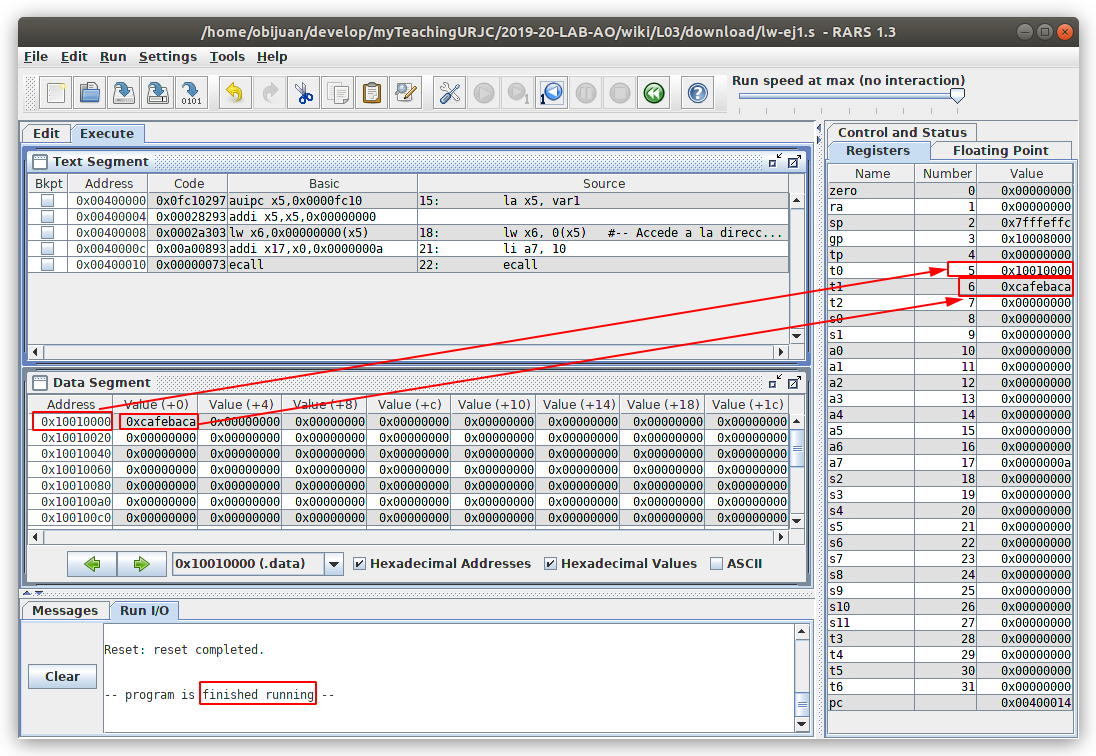 /home/obijuan/develop/myTeachingURJC/2019-20-LAB-AO/wiki/L03/download/lw-ej1.s - RARS 1.3
File Edit Run Settings Tools Help
Run speed at max (no interaction)
Edit Execute
Text Segment
Bkpt Address Code Basic Source
0x00400000 0x0fc10297 auipc x5,0x0000fc10 15: la x5, var1
0x00400004 0x00028293 addi x5,x5,0x00000000
0x00400008 0x0002a303 lw x6,0x00000000(x5) 18: lw x6, 0(x5) #-- Accede a la direcc...
0x0040000c 0x00a00893 addi x17,x0,0x0000000a 21: li a7, 10
0x00400010 0x00000073 ecall 22: ecall
Data Segment
Address Value (+0) Value (+4) Value (+8) Value (+c) Value (+10) Value (+14) Value (+18) Value (+1c)
0x10010000 0xcafebaca 0x00000000 0x00000000 0x00000000 0x00000000 0x00000000 0x00000000 0x00000000
0x10010020 0x00000000 0x00000000 0x00000000 0x00000000 0x00000000 0x00000000 0x00000000 0x00000000
0x10010040 0x00000000 0x00000000 0x00000000 0x00000000 0x00000000 0x00000000 0x00000000 0x00000000
0x10010060 0x00000000 0x00000000 0x00000000 0x00000000 0x00000000 0x00000000 0x00000000 0x00000000
0x10010080 0x00000000 0x00000000 0x00000000 0x00000000 0x00000000 0x00000000 0x00000000 0x00000000
0x100100a0 0x00000000 0x00000000 0x00000000 0x00000000 0x00000000 0x00000000 0x00000000 0x00000000
0x100100c0 0x00000000 0x00000000 0x00000000 0x00000000 0x00000000 0x00000000 0x00000000 0x00000000
0x10010000 (.data) Hexadecimal Addresses Hexadecimal Values ASCII
Messages Run I/O
Clear
Reset: reset completed.
-- program is finished running --
Control and Status
Registers Floating Point
Name Number Value
zero 0 0x00000000
ra 1 0x00000000
sp 2 0x7fffeffc
gp 3 0x10008000
tp 4 0x00000000
t0 5 0x10010000
t1 6 0xcafebaca
t2 7 0x00000000
s0 8 0x00000000
s1 9 0x00000000
a0 10 0x00000000
a1 11 0x00000000
a2 12 0x00000000
a3 13 0x00000000
a4 14 0x00000000
a5 15 0x00000000
a6 16 0x00000000
a7 17 0x0000000a
s2 18 0x00000000
s3 19 0x00000000
s4 20 0x00000000
s5 21 0x00000000
s6 22 0x00000000
s7 23 0x00000000
s8 24 0x00000000
s9 25 0x00000000
s10 26 0x00000000
s11 27 0x00000000
t3 28 0x00000000
t4 29 0x00000000
t5 30 0x00000000
t6 31 0x00000000
pc 0x00400014
0101
1
1